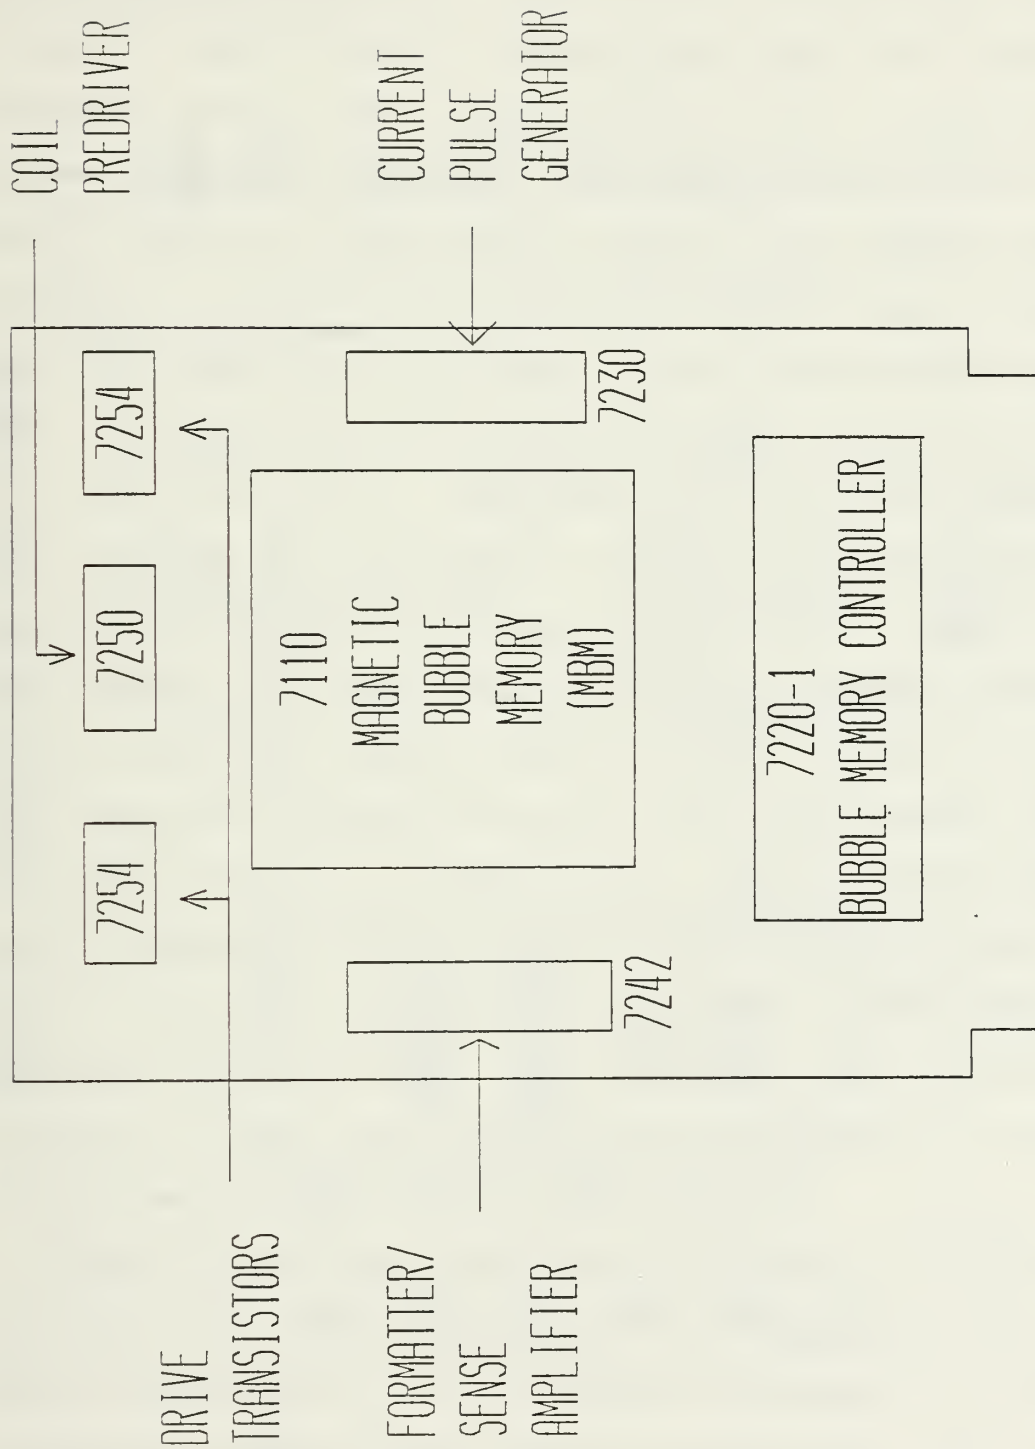 COIL
PREDRIVER
CURRENT
PULSE
GENERATOR
7254
7250
7254
7230
7110
MAGNETIC
BUBBLE
MEMORY
(MBM)
7242
7220-1
BUBBLE MEMORY CONTROLLER
DRIVE
TRANSISTORS
FORMATTER/
SENSE
AMPLIFIER